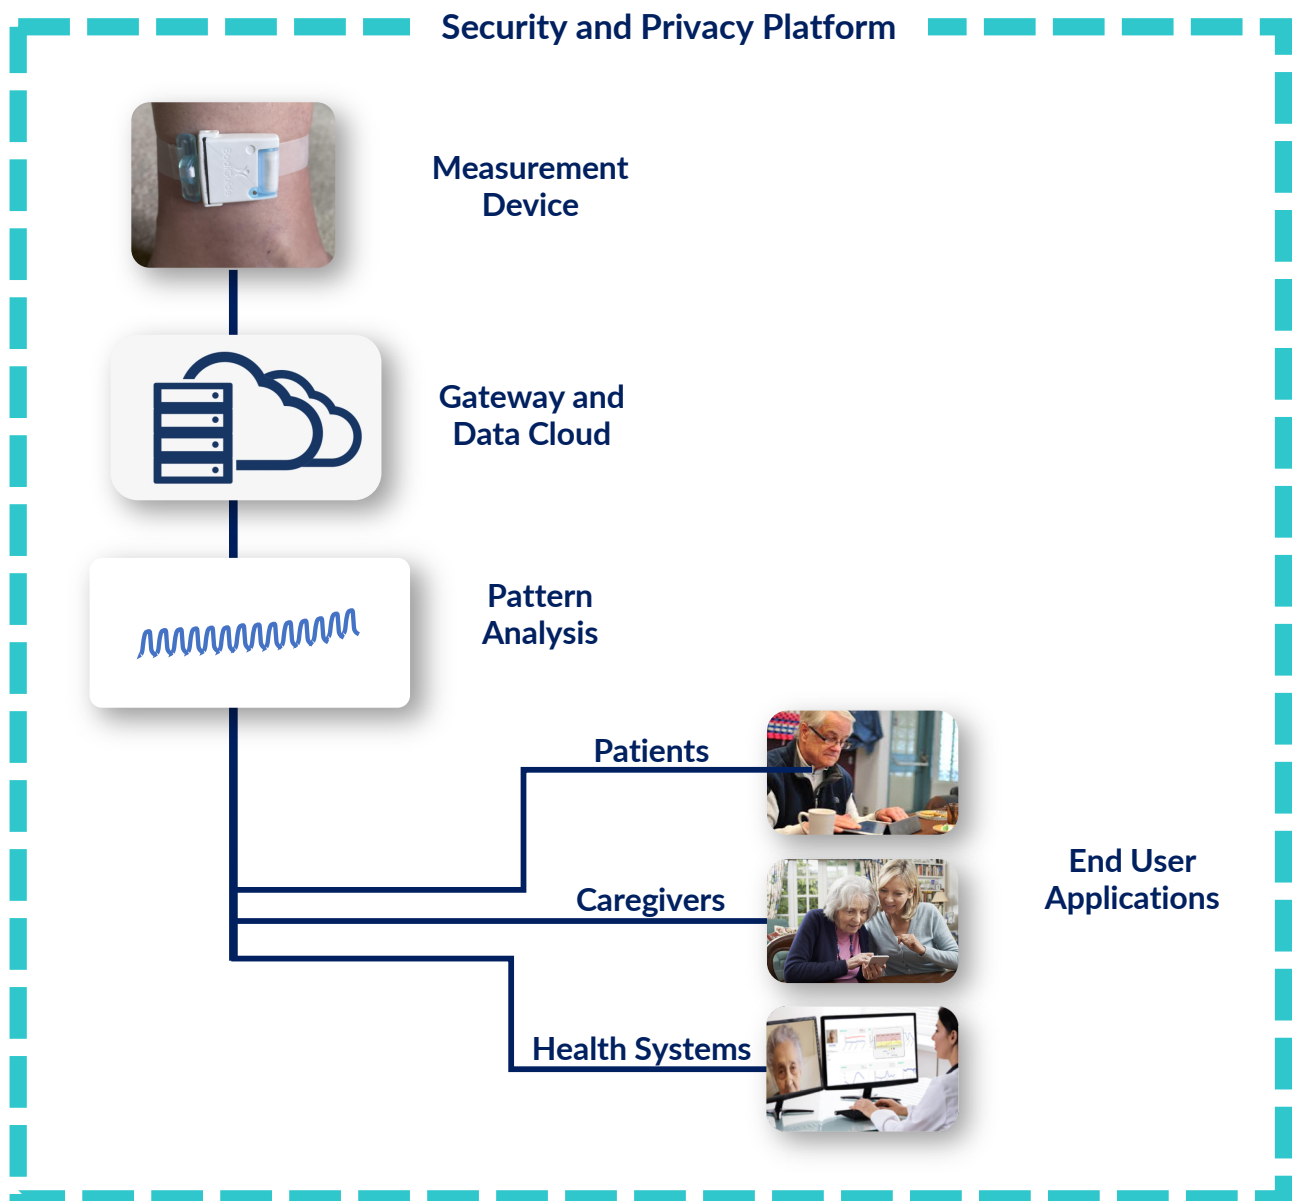 Security and Privacy Platform
Measurement
Device
Gateway and
Data Cloud
Pattern
Analysis
Patients
Caregivers
End User
Applications
Health Systems